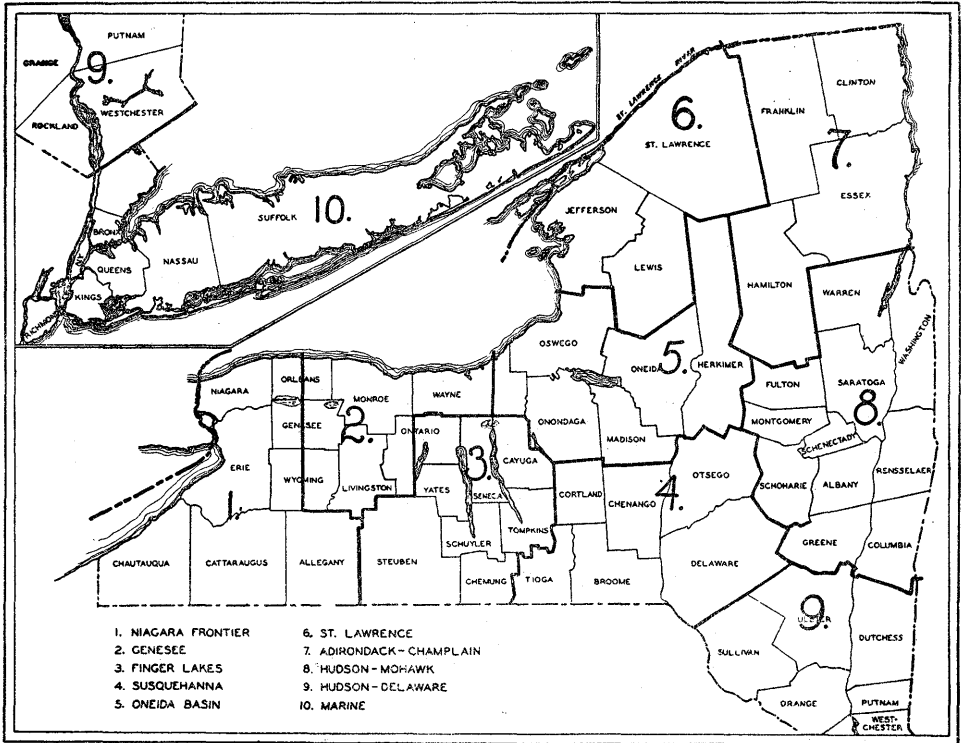 PUTNAM
ORANGE
9.
WESTCHESTER
ROCKLAND
SUFFOLK
10.
BRONX
NASSAU
QUEENS
N.Y.
KINGS
RICHMOND
ST. LAWRENCE RIVER
6.
ST. LAWRENCE
FRANKLIN
CLINTON
7.
ESSEX
JEFFERSON
LEWIS
HAMILTON
WARREN
WASHINGTON
OSWEGO
ONEIDA
5.
HERKIMER
FULTON
SARATOGA
8.
NIAGARA
ORLEANS
MONROE
WAYNE
GENESEE
2.
ONTARIO
ONONDAGA
MADISON
MONTGOMERY
SCHENECTADY
ERIE
1.
WYOMING
LIVINGSTON
YATES
3.
SENECA
CAYUGA
CORTLAND
CHENANGO
4.
OTSEGO
SCHOHARIE
ALBANY
RENSSELAER
TOMPKINS
SCHUYLER
GREENE
COLUMBIA
CHAUTAUQUA
CATTARAUGUS
ALLEGANY
STEUBEN
CHEMUNG
TIOGA
BROOME
DELAWARE
9.
ULSTER
SULLIVAN
DUTCHESS
ORANGE
PUTNAM
WEST-
CHESTER
1. NIAGARA FRONTIER
2. GENESEE
3. FINGER LAKES
4. SUSQUEHANNA
5. ONEIDA BASIN
6. ST. LAWRENCE
7. ADIRONDACK-CHAMPLAIN
8. HUDSON-MOHAWK
9. HUDSON-DELAWARE
10. MARINE